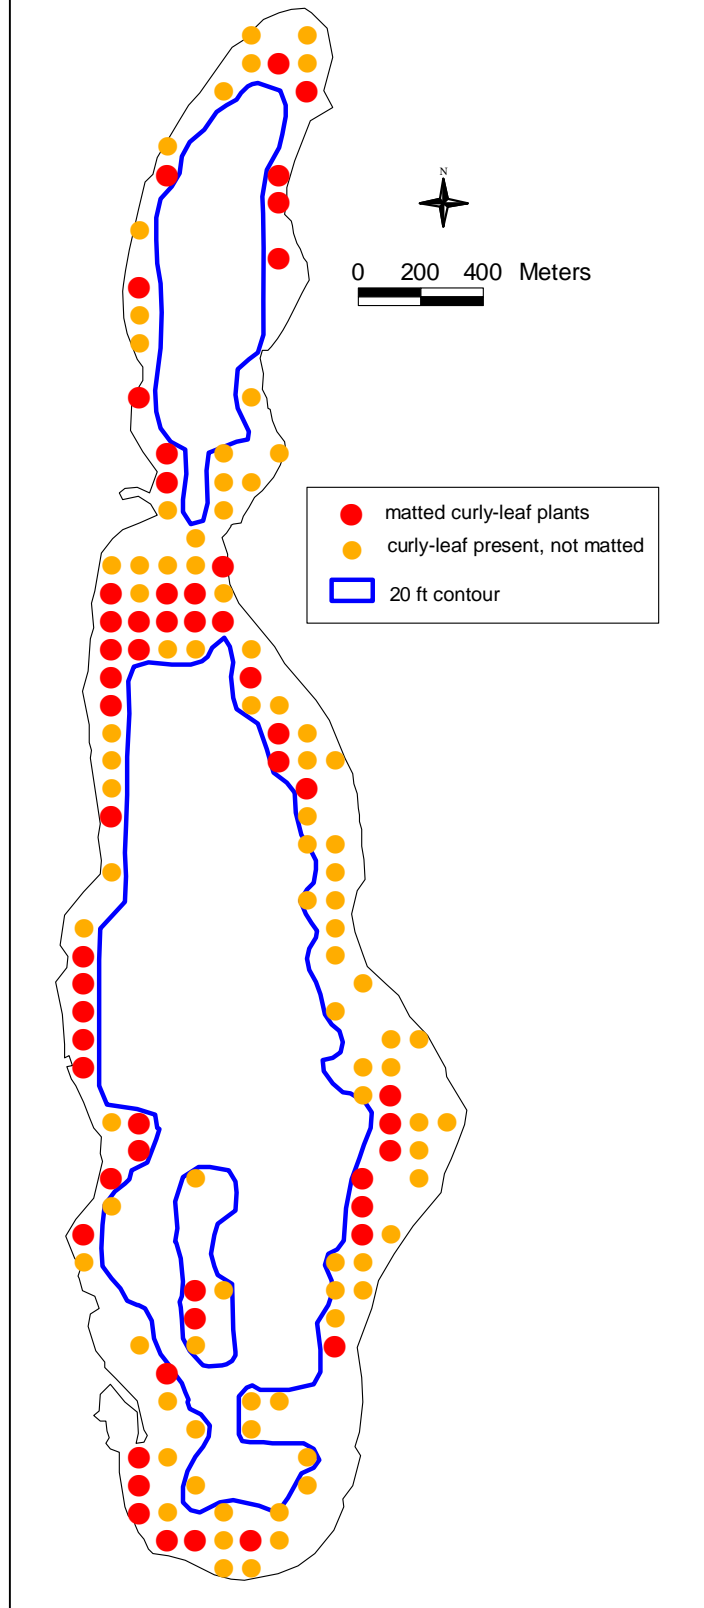 N
0 200 400 Meters
matted curly-leaf plants
curly-leaf present, not matted
20 ft contour